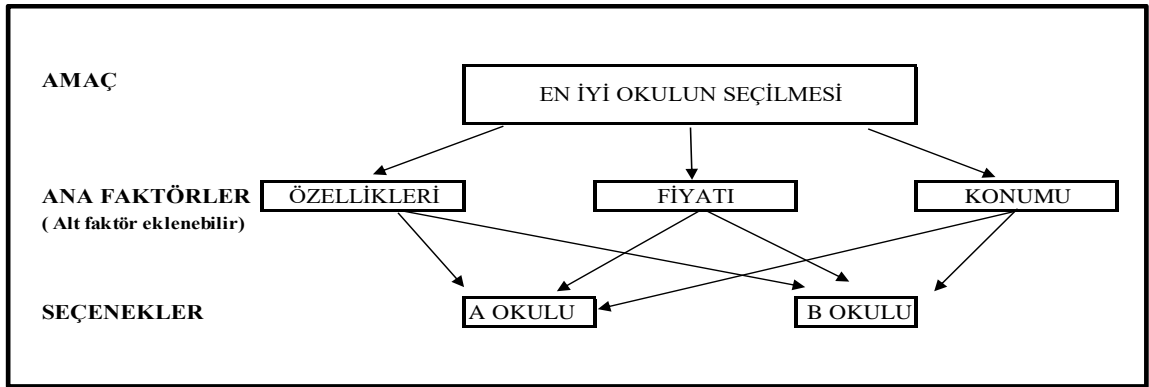 AMAÇ
EN İYİ OKULUN SEÇİLMESİ
ANA FAKTÖRLER
ÖZELLİKLERİ
FİYATI
KONUMU
( Alt faktör eklenebilir)
SEÇENEKLER
A OKULU
B OKULU